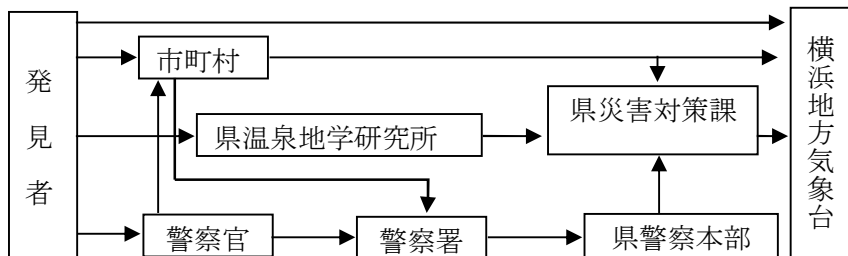 発見者
市町村
県温泉地学研究所
警察官
警察署
県災害対策課
県警察本部
横浜地方気象台